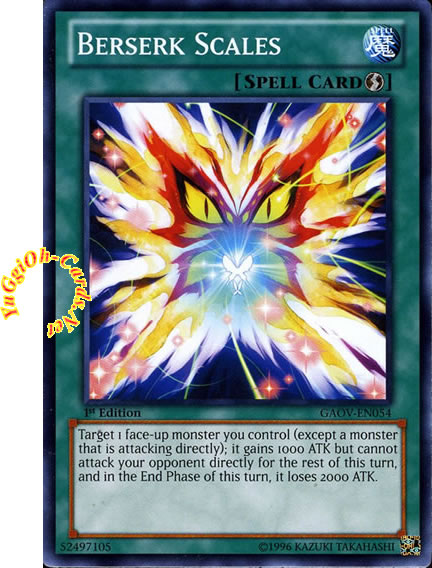 BERSERK SCALES
魔
[SPELL CARD]
YuGgiOh-Cards.Net
1st Edition
GAOV-EN054
Target 1 face-up monster you control (except a monster
that is attacking directly); it gains 1000 ATK but cannot
attack your opponent directly for the rest of this turn,
and in the End Phase of this turn, it loses 2000 ATK.
52497105
©1996 KAZUKI TAKAHASHI